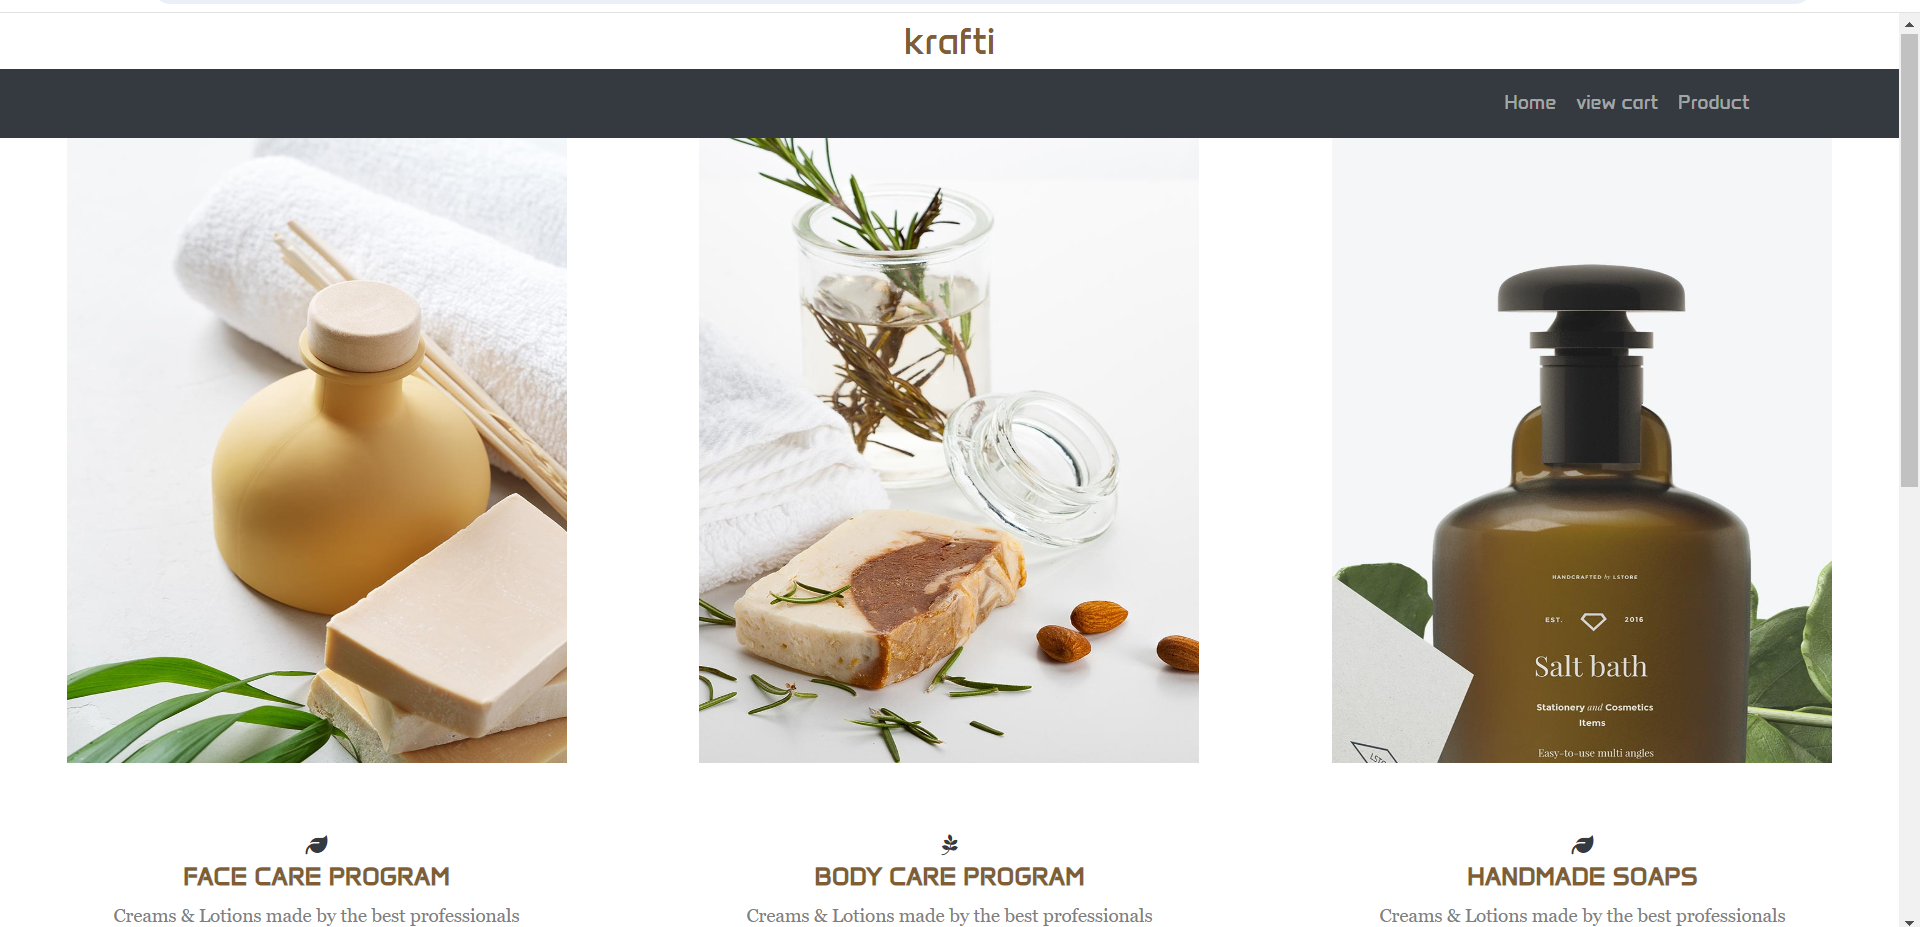 krafti
Home view cart Product
HANDCRAFTED by LSTORE
EST. 2016
Salt bath
Stationery and Cosmetics
Items
Easy-to-use multi angles
FACE CARE PROGRAM
Creams & Lotions made by the best professionals
BODY CARE PROGRAM
Creams & Lotions made by the best professionals
HANDMADE SOAPS
Creams & Lotions made by the best professionals